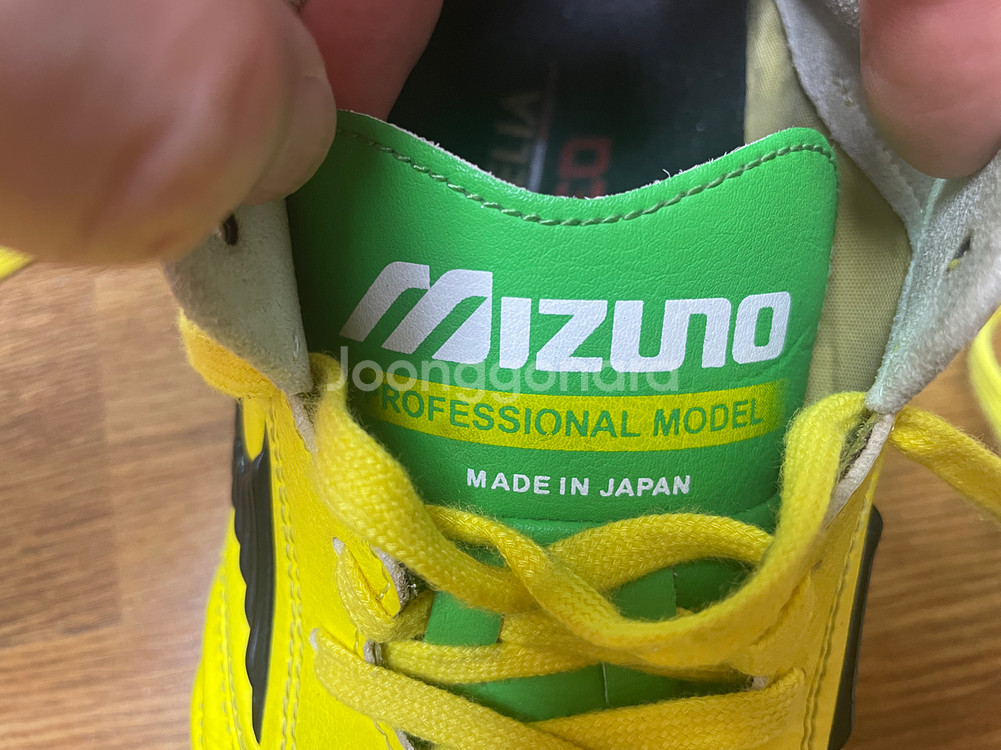 MIZUNO
Joonggonara
PROFESSIONAL MODEL
MADE IN JAPAN